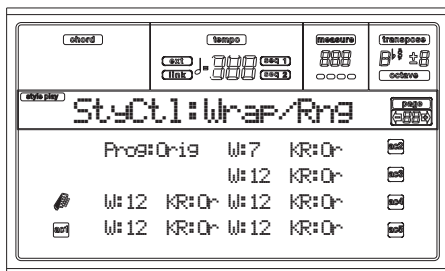 chord tempo measure transpose
ext seq 1
link seq 2
octave
style play StyCtl:Wrap/Rng page
Prog:Orig W:7 KR:Or acc2
W:12 KR:Or acc3
W:12 KR:Or W:12 KR:Or acc4
acc1 W:12 KR:Or W:12 KR:Or acc5